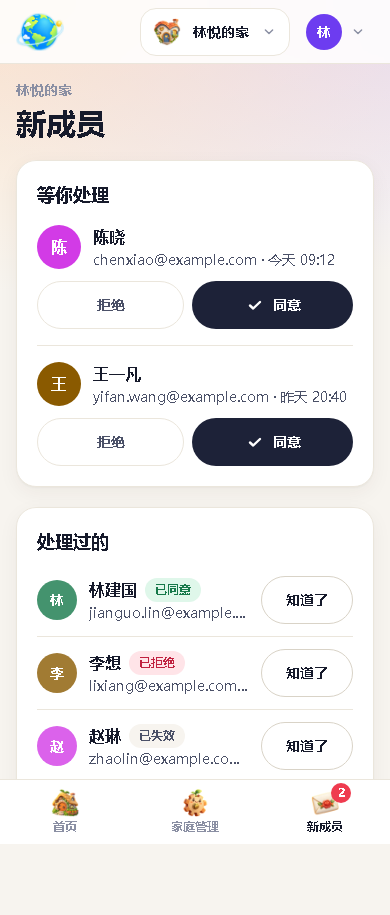 林悦的家
林
林悦的家
新成员
等你处理
陈
陈晓
chenxiao@example.com · 今天 09:12
拒绝
同意
王
王一凡
yifan.wang@example.com · 昨天 20:40
拒绝
同意
处理过的
林
林建国 已同意
jianguo.lin@example....
知道了
李
李想 已拒绝
lixiang@example.com...
知道了
赵
赵琳 已失效
zhaolin@example.co...
知道了
首页
家庭管理
2
新成员